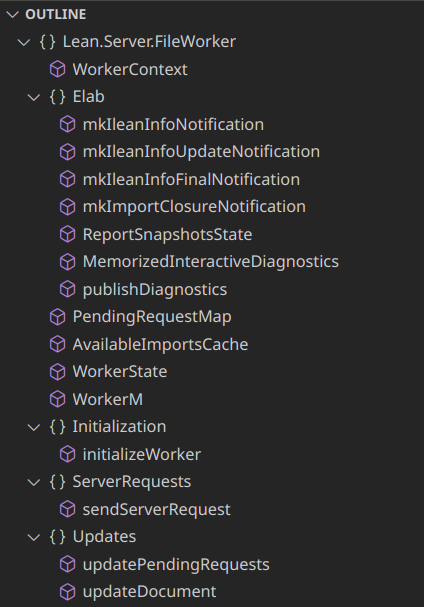 OUTLINE
{} Lean.Server.FileWorker
WorkerContext
{} Elab
mkIleanInfoNotification
mkIleanInfoUpdateNotification
mkIleanInfoFinalNotification
mkImportClosureNotification
ReportSnapshotsState
MemorizedInteractiveDiagnostics
publishDiagnostics
PendingRequestMap
AvailableImportsCache
WorkerState
WorkerM
{} Initialization
initializeWorker
{} ServerRequests
sendServerRequest
{} Updates
updatePendingRequests
updateDocument